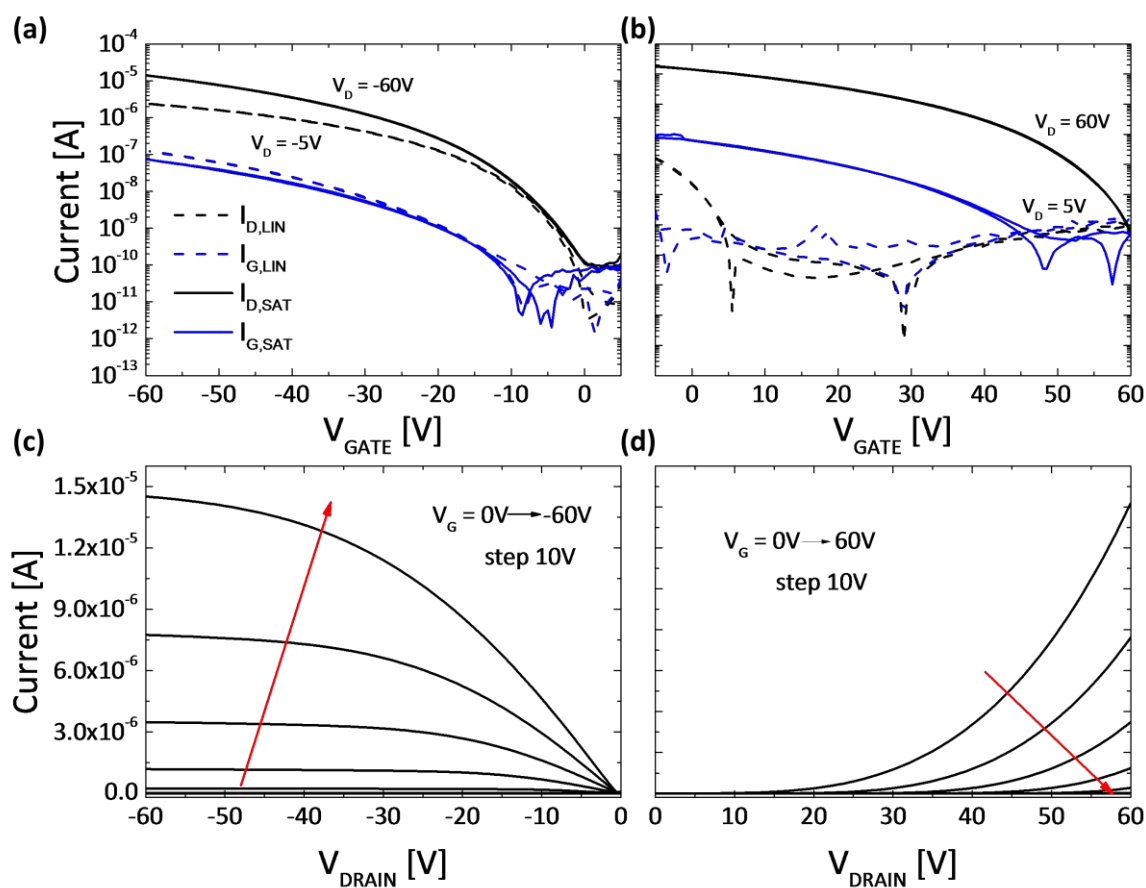 (a)
(b)
10^-4
10^-5
10^-6
10^-7
10^-8
10^-9
10^-10
10^-11
10^-12
10^-13
Current [A]
V_D = -60V
V_D = -5V
I_D,LIN
I_G,LIN
I_D,SAT
I_G,SAT
V_D = 60V
V_D = 5V
-60 -50 -40 -30 -20 -10 0
0 10 20 30 40 50 60
V_GATE [V]
V_GATE [V]
(c)
(d)
1.5x10^-5
1.2x10^-5
9.0x10^-6
6.0x10^-6
3.0x10^-6
0.0
Current [A]
V_G = 0V → -60V
step 10V
V_G = 0V → 60V
step 10V
-60 -50 -40 -30 -20 -10 0
0 10 20 30 40 50 60
V_DRAIN [V]
V_DRAIN [V]